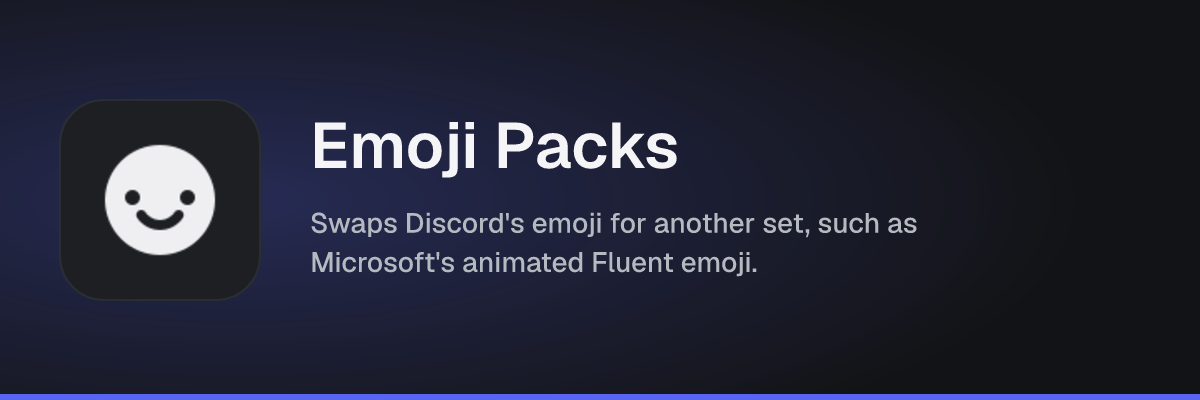 Emoji Packs
Swaps Discord's emoji for another set, such as
Microsoft's animated Fluent emoji.